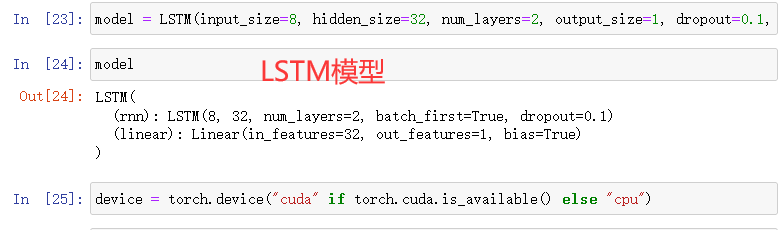 In [23]: model = LSTM(input_size=8, hidden_size=32, num_layers=2, output_size=1, dropout=0.1,
In [24]: model
LSTM模型
Out[24]: LSTM(
(rnn): LSTM(8, 32, num_layers=2, batch_first=True, dropout=0.1)
(linear): Linear(in_features=32, out_features=1, bias=True)
)
In [25]: device = torch.device("cuda" if torch.cuda.is_available() else "cpu")